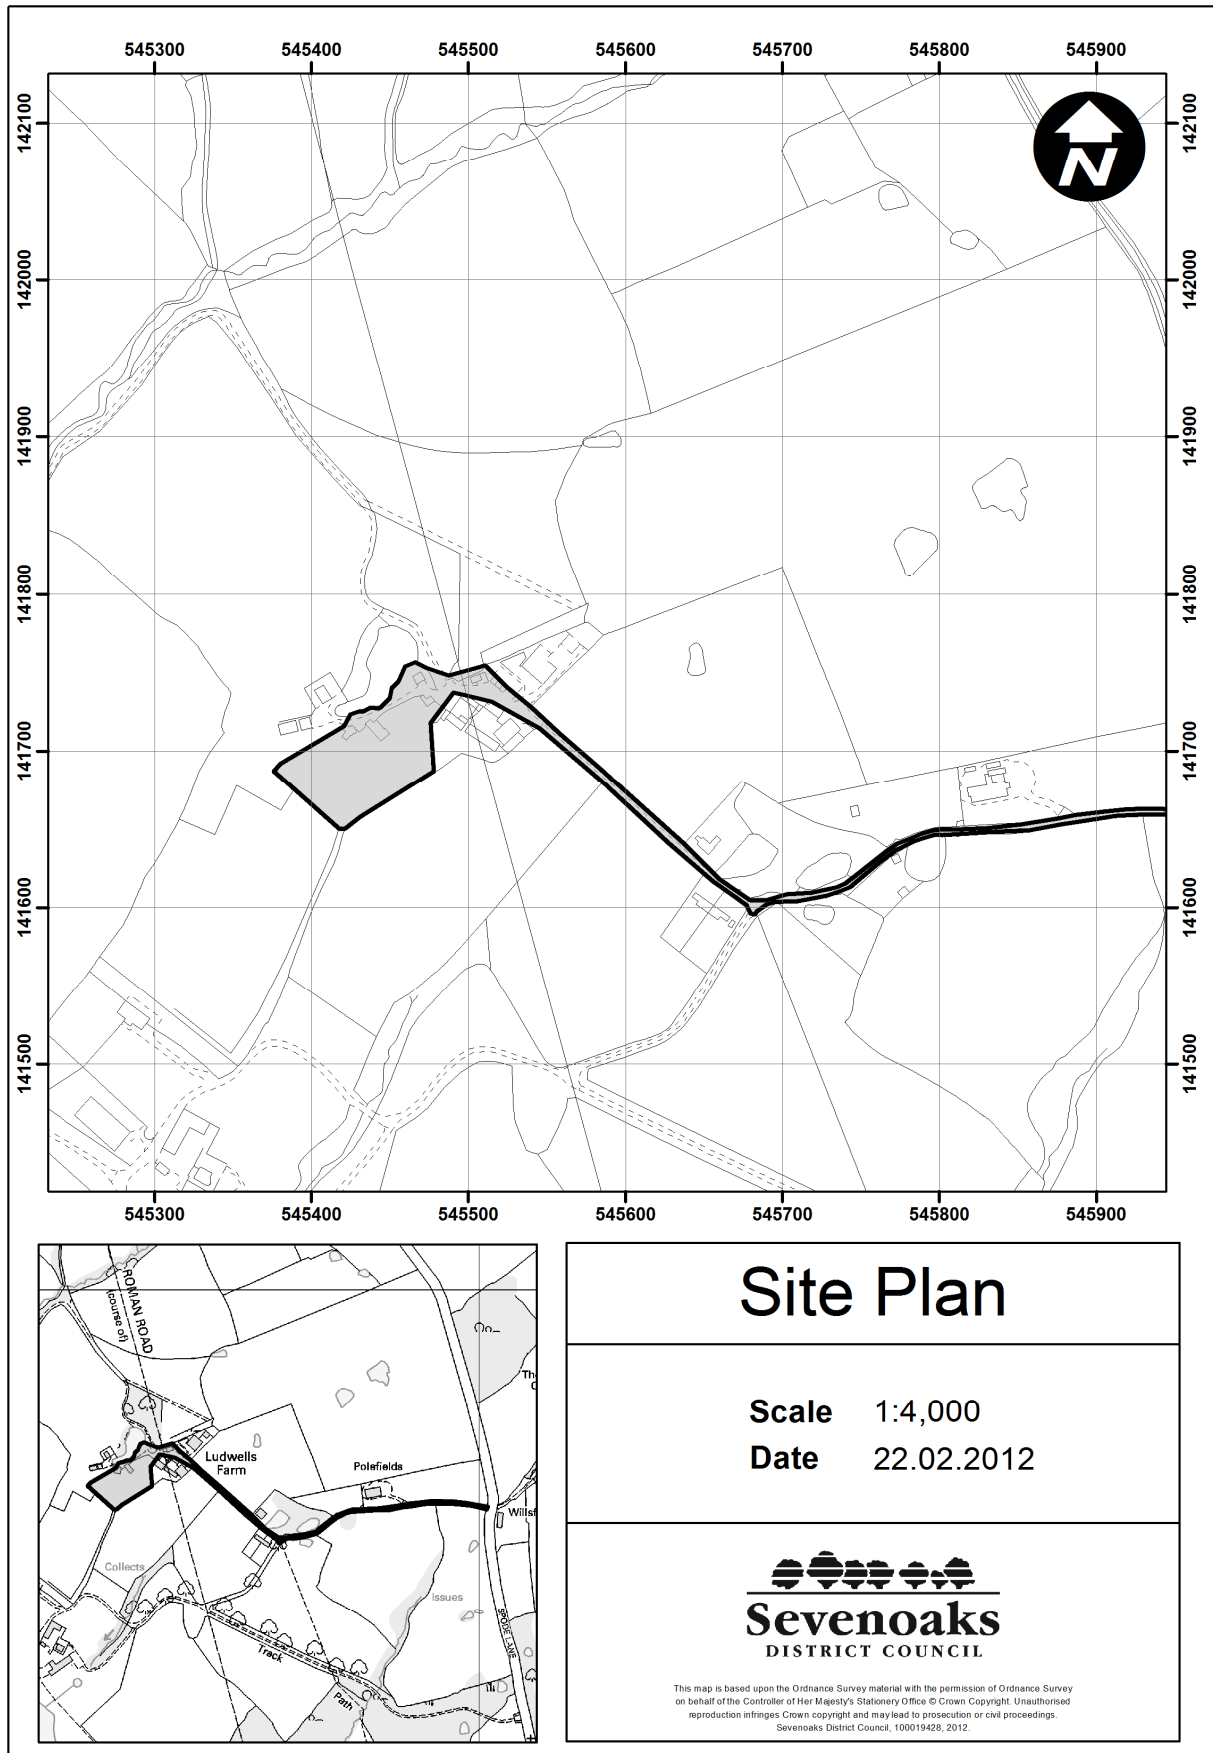 545300 545400 545500 545600 545700 545800 545900
142100 142100
N
142000 142000
141900 141900
141800 141800
141700 141700
141600 141600
141500 141500
545300 545400 545500 545600 545700 545800 545900
ROMAN ROAD
(course of)
Ludwells
Farm
Polefields
Collects
Issues
SPODE LANE
Track
Path
Site Plan
Scale 1:4,000
Date 22.02.2012
Sevenoaks
DISTRICT COUNCIL
This map is based upon the Ordnance Survey material with the permission of Ordnance Survey
on behalf of the Controller of Her Majesty's Stationery Office © Crown Copyright. Unauthorised
reproduction infringes Crown copyright and may lead to prosecution or civil proceedings.
Sevenoaks District Council, 100019428, 2012.